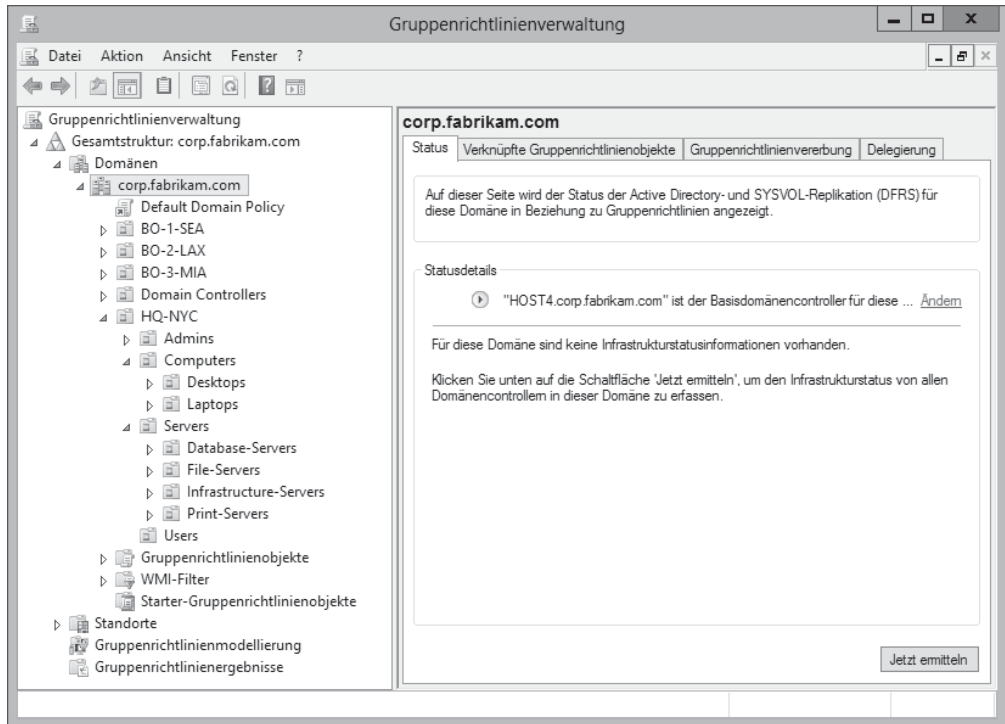 Gruppenrichtlinienverwaltung
Datei Aktion Ansicht Fenster ?
Gruppenrichtlinienverwaltung
Gesamtstruktur: corp.fabrikam.com
Domänen
corp.fabrikam.com
Default Domain Policy
BO-1-SEA
BO-2-LAX
BO-3-MIA
Domain Controllers
HQ-NYC
Admins
Computers
Desktops
Laptops
Servers
Database-Servers
File-Servers
Infrastructure-Servers
Print-Servers
Users
Gruppenrichtlinienobjekte
WMI-Filter
Starter-Gruppenrichtlinienobjekte
Standorte
Gruppenrichtlinienmodellierung
Gruppenrichtlinienergebnisse
corp.fabrikam.com
Status Verknüpfte Gruppenrichtlinienobjekte Gruppenrichtlinienvererbung Delegierung
Auf dieser Seite wird der Status der Active Directory- und SYSVOL-Replikation (DFRS) für
diese Domäne in Beziehung zu Gruppenrichtlinien angezeigt.
Statusdetails
"HOST4.corp.fabrikam.com" ist der Basisdomänencontroller für diese ... Ändern
Für diese Domäne sind keine Infrastrukturstatusinformationen vorhanden.
Klicken Sie unten auf die Schaltfläche 'Jetzt ermitteln', um den Infrastrukturstatus von allen
Domänencontrollern in dieser Domäne zu erfassen.
Jetzt ermitteln